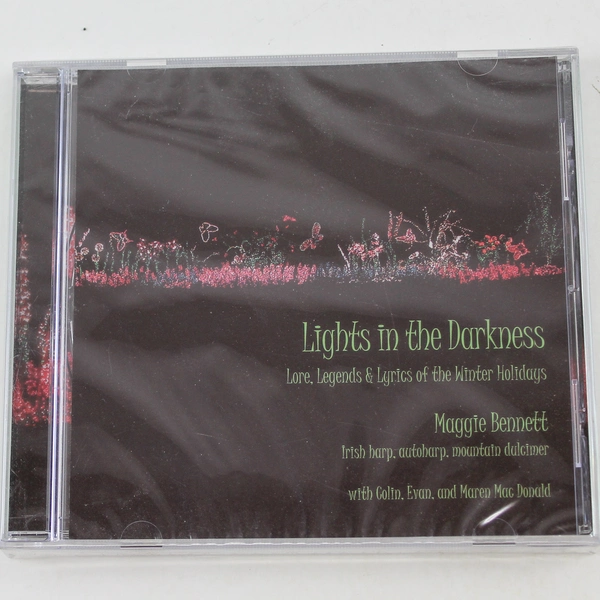 Lights in the Darkness
Lore, Legends & Lyrics of the Winter Holidays
Maggie Bennett
Irish harp, autoharp, mountain dulcimer
with Colin, Evan, and Maren Mac Donald